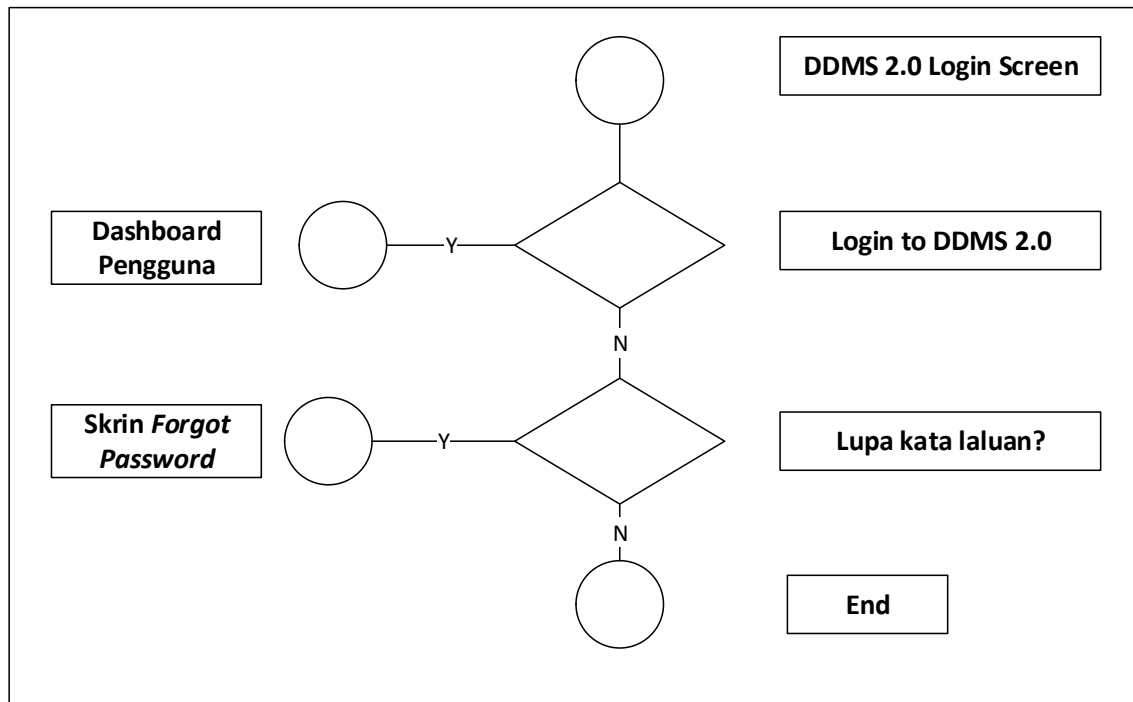 DDMS 2.0 Login Screen
Dashboard
Pengguna
Y
Login to DDMS 2.0
N
Skrin Forgot
Password
Y
Lupa kata laluan?
N
End